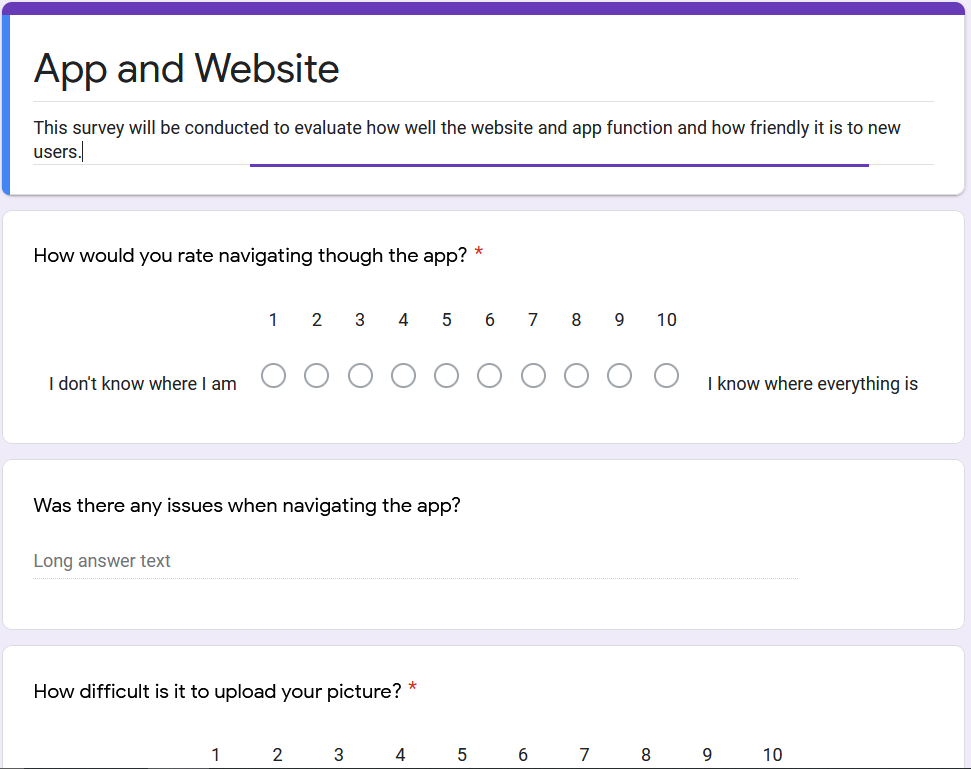 App and Website
This survey will be conducted to evaluate how well the website and app function and how friendly it is to new
users.
How would you rate navigating though the app? *
1 2 3 4 5 6 7 8 9 10
I don't know where I am I know where everything is
Was there any issues when navigating the app?
Long answer text
How difficult is it to upload your picture? *
1 2 3 4 5 6 7 8 9 10